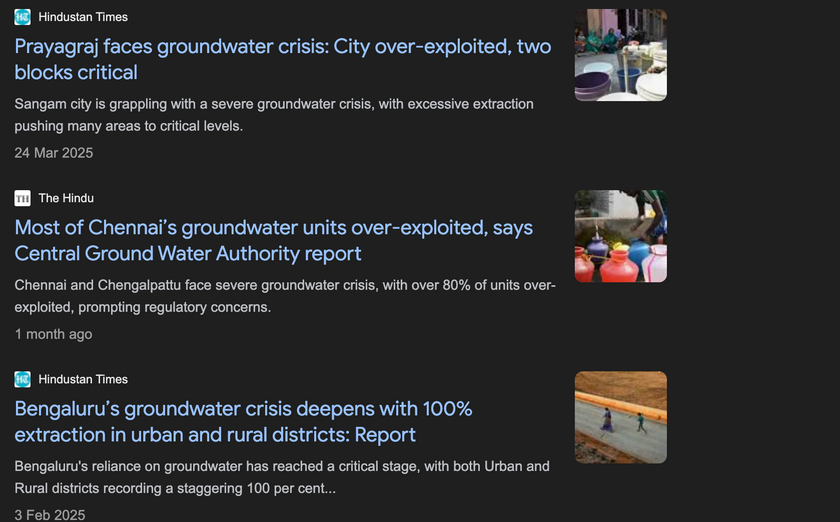 Hindustan Times
Prayagraj faces groundwater crisis: City over-exploited, two
blocks critical
Sangam city is grappling with a severe groundwater crisis, with excessive extraction
pushing many areas to critical levels.
24 Mar 2025
TH The Hindu
Most of Chennai’s groundwater units over-exploited, says
Central Ground Water Authority report
Chennai and Chengalpattu face severe groundwater crisis, with over 80% of units over-
exploited, prompting regulatory concerns.
1 month ago
Hindustan Times
Bengaluru’s groundwater crisis deepens with 100%
extraction in urban and rural districts: Report
Bengaluru's reliance on groundwater has reached a critical stage, with both Urban and
Rural districts recording a staggering 100 per cent...
3 Feb 2025